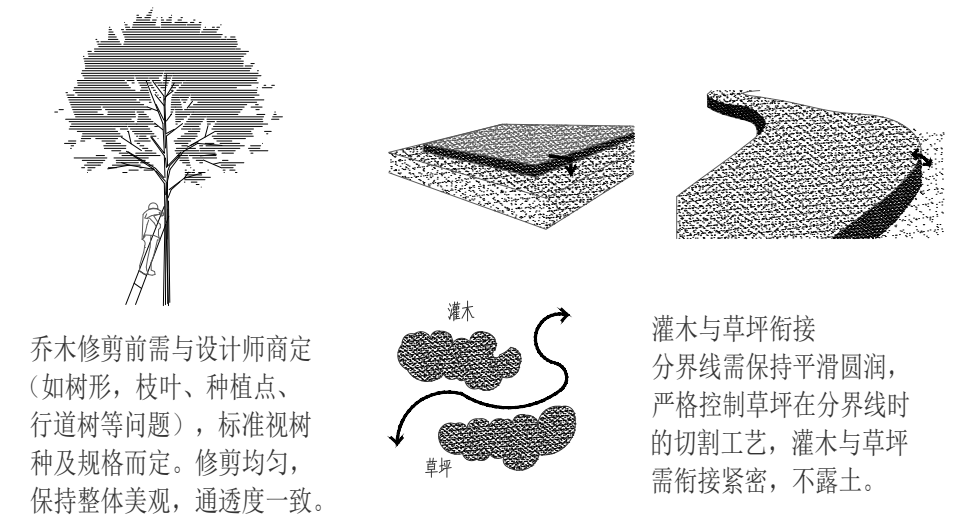 乔木修剪前需与设计师商定
（如树形，枝叶、种植点、
行道树等问题），标准视树
种及规格而定。修剪均匀，
保持整体美观，通透度一致。
灌木
草坪
灌木与草坪衔接
分界线需保持平滑圆润，
严格控制草坪在分界线时
的切割工艺，灌木与草坪
需衔接紧密，不露土。